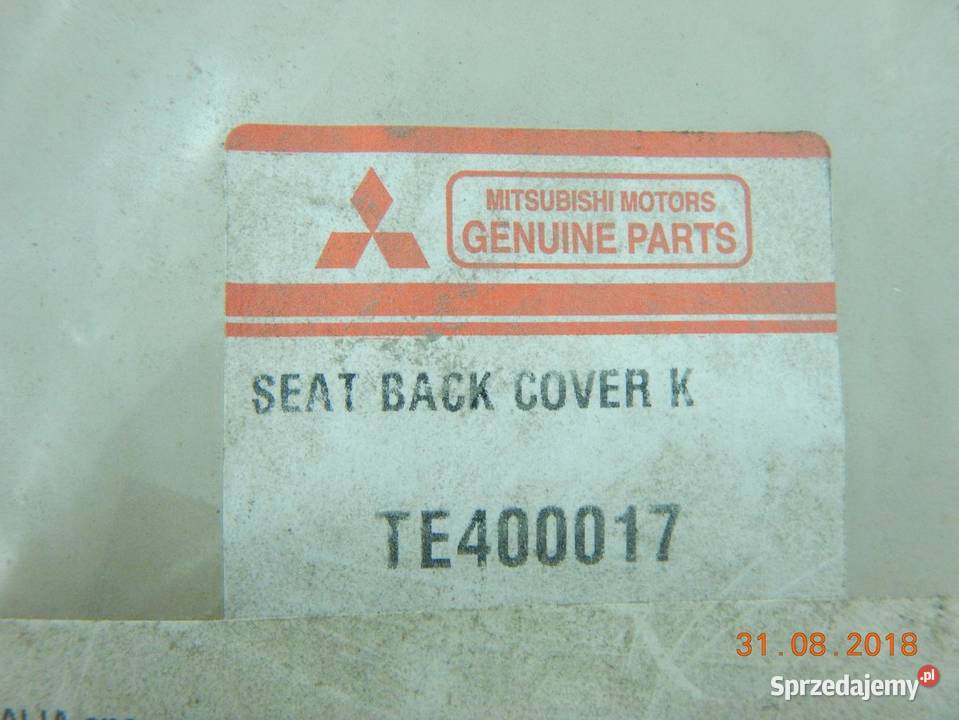 MITSUBISHI MOTORS
GENUINE PARTS
SEAT BACK COVER K
TE400017
31.08.2018
Sprzedajemy.pl